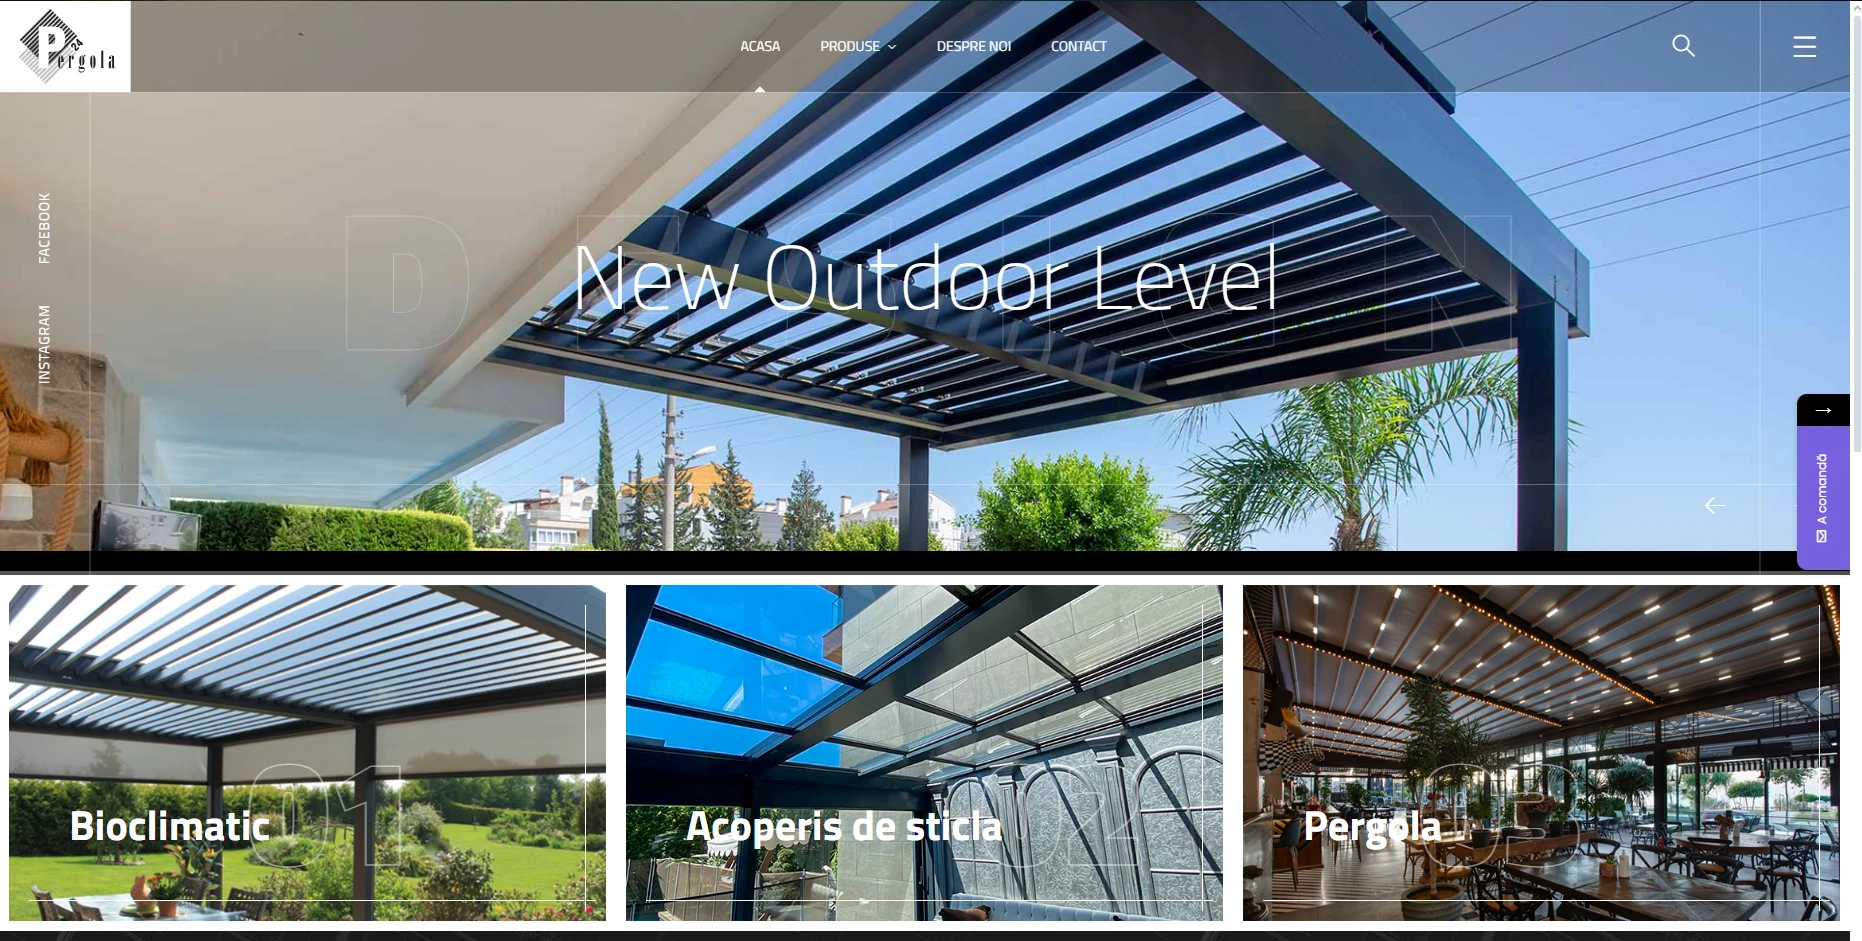 Pergola
24
ACASA
PRODUSE
DESPRE NOI
CONTACT
FACEBOOK
INSTAGRAM
DESIGN
New Outdoor Level
→
A comandă
01
Bioclimatic
02
Acoperis de sticla
03
Pergola